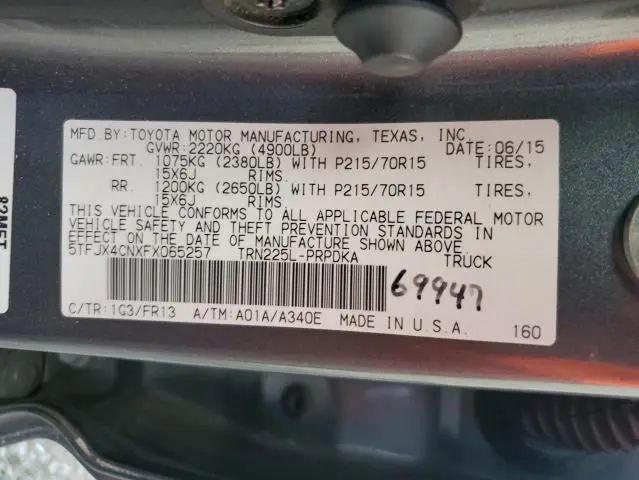 MFD. BY: TOYOTA MOTOR MANUFACTURING, TEXAS, INC.
GVWR: 2220KG (4900LB) DATE: 06/15
GAWR: FRT. 1075KG (2380LB) WITH P215/70R15 TIRES,
15X6J RIMS
RR. 1200KG (2650LB) WITH P215/70R15 TIRES,
15X6J RIMS
THIS VEHICLE CONFORMS TO ALL APPLICABLE FEDERAL MOTOR
VEHICLE SAFETY AND THEFT PREVENTION STANDARDS IN
EFFECT ON THE DATE OF MANUFACTURE SHOWN ABOVE.
5TFJX4CNXFX065257 TRN225L-PRPDKA TRUCK
69947
C/TR: 1G3/FR13 A/TM: A01A/A340E MADE IN U.S.A. 160